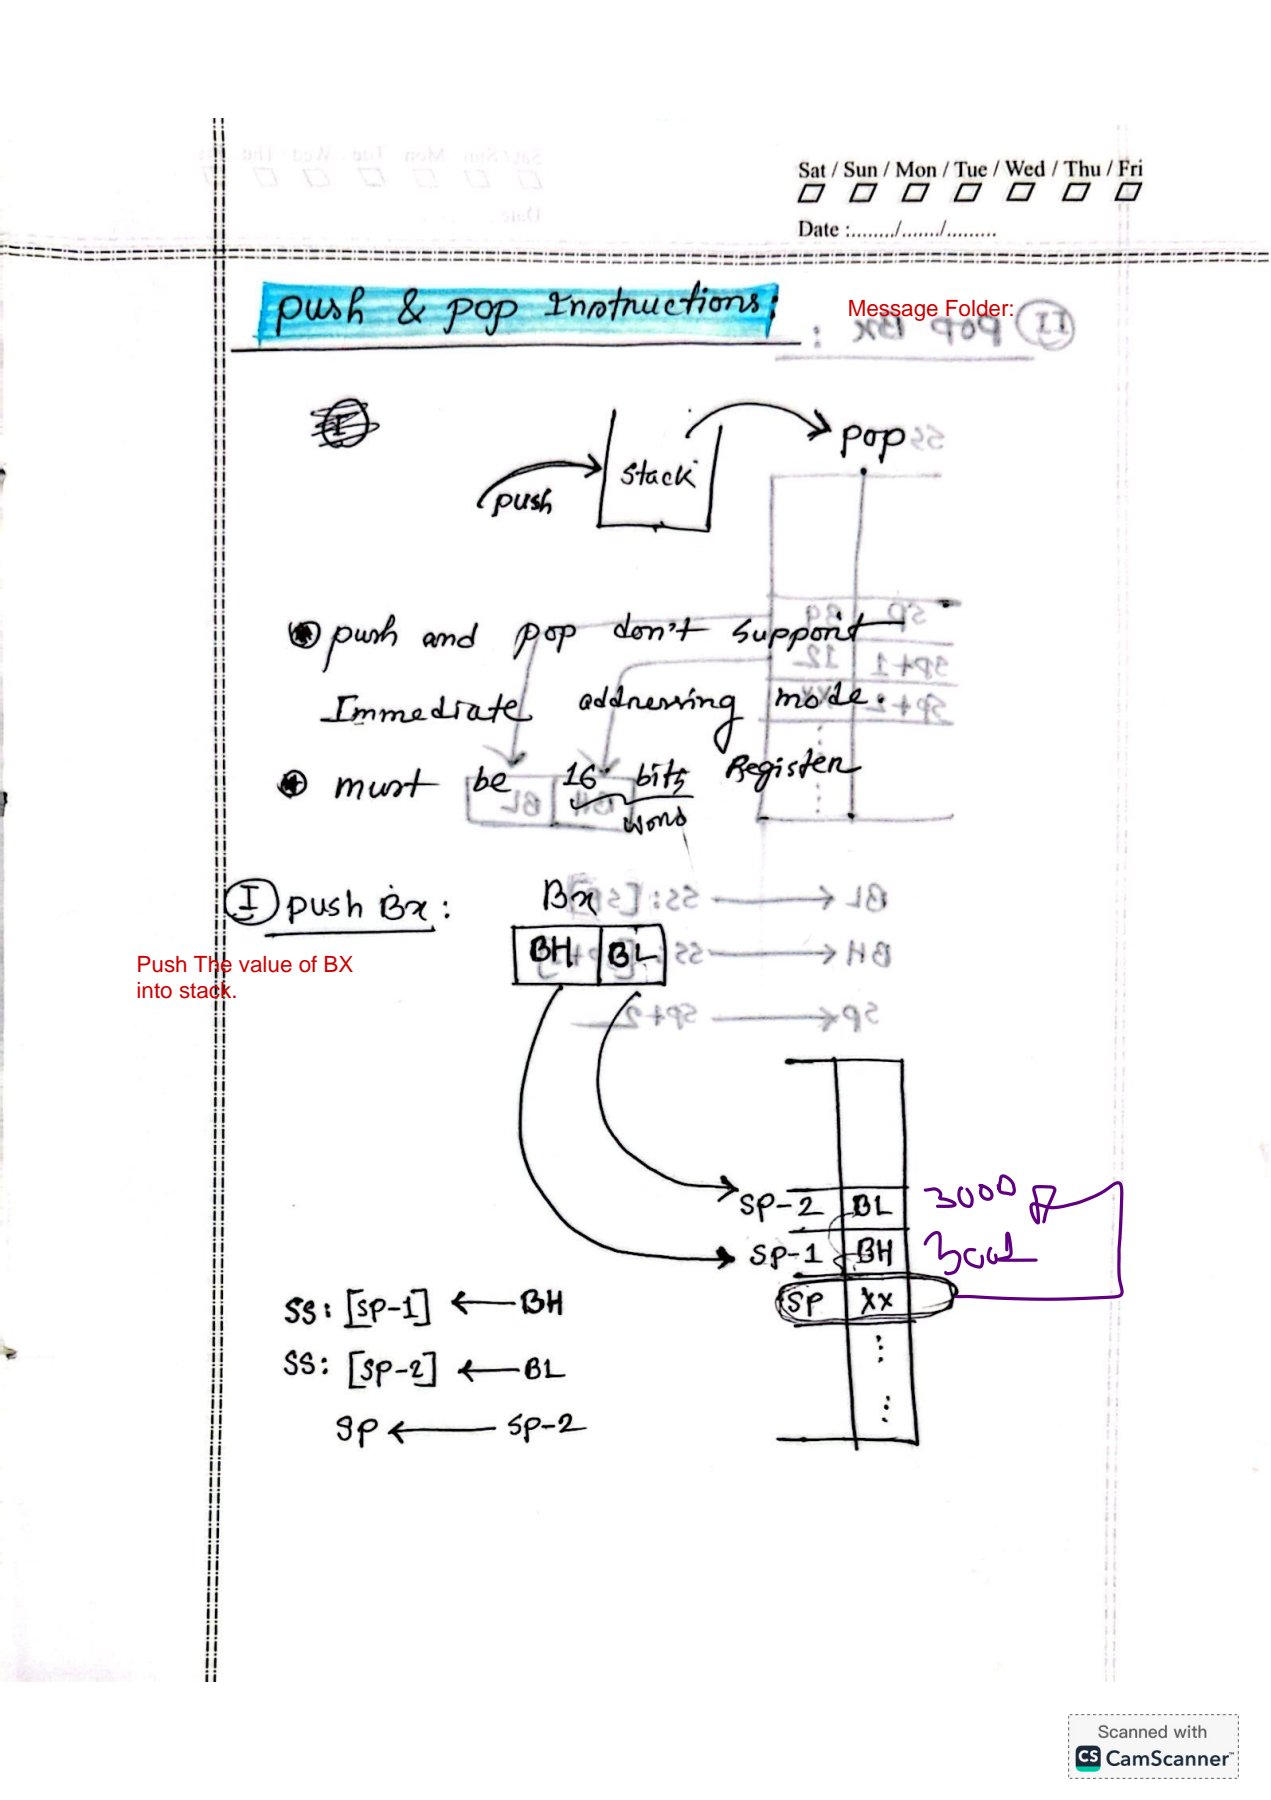 Sat / Sun / Mon / Tue / Wed / Thu / Fri
Date :......../......./.........
push & pop Instructions:
Message Folder:
I
stack
push
pop
push and pop don't support
Immediate addressing mode.
must be 16 bits Register
word
I push Bx:
Bx
BH BL
Push The value of BX
into stack.
SP-2 BL 3000
SP-1 BH 3001
SP xx
SS: [SP-1] ← BH
SS: [SP-2] ← BL
SP ← SP-2
Scanned with
CS CamScanner